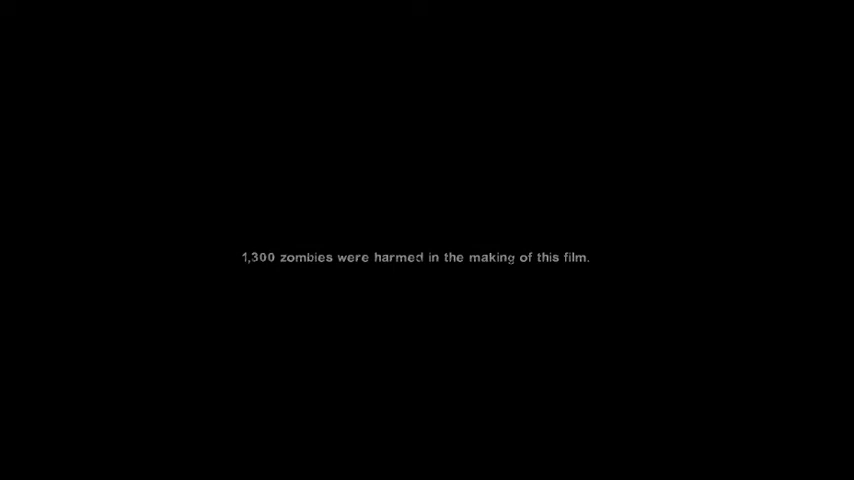 1,300 zombies were harmed in the making of this film.